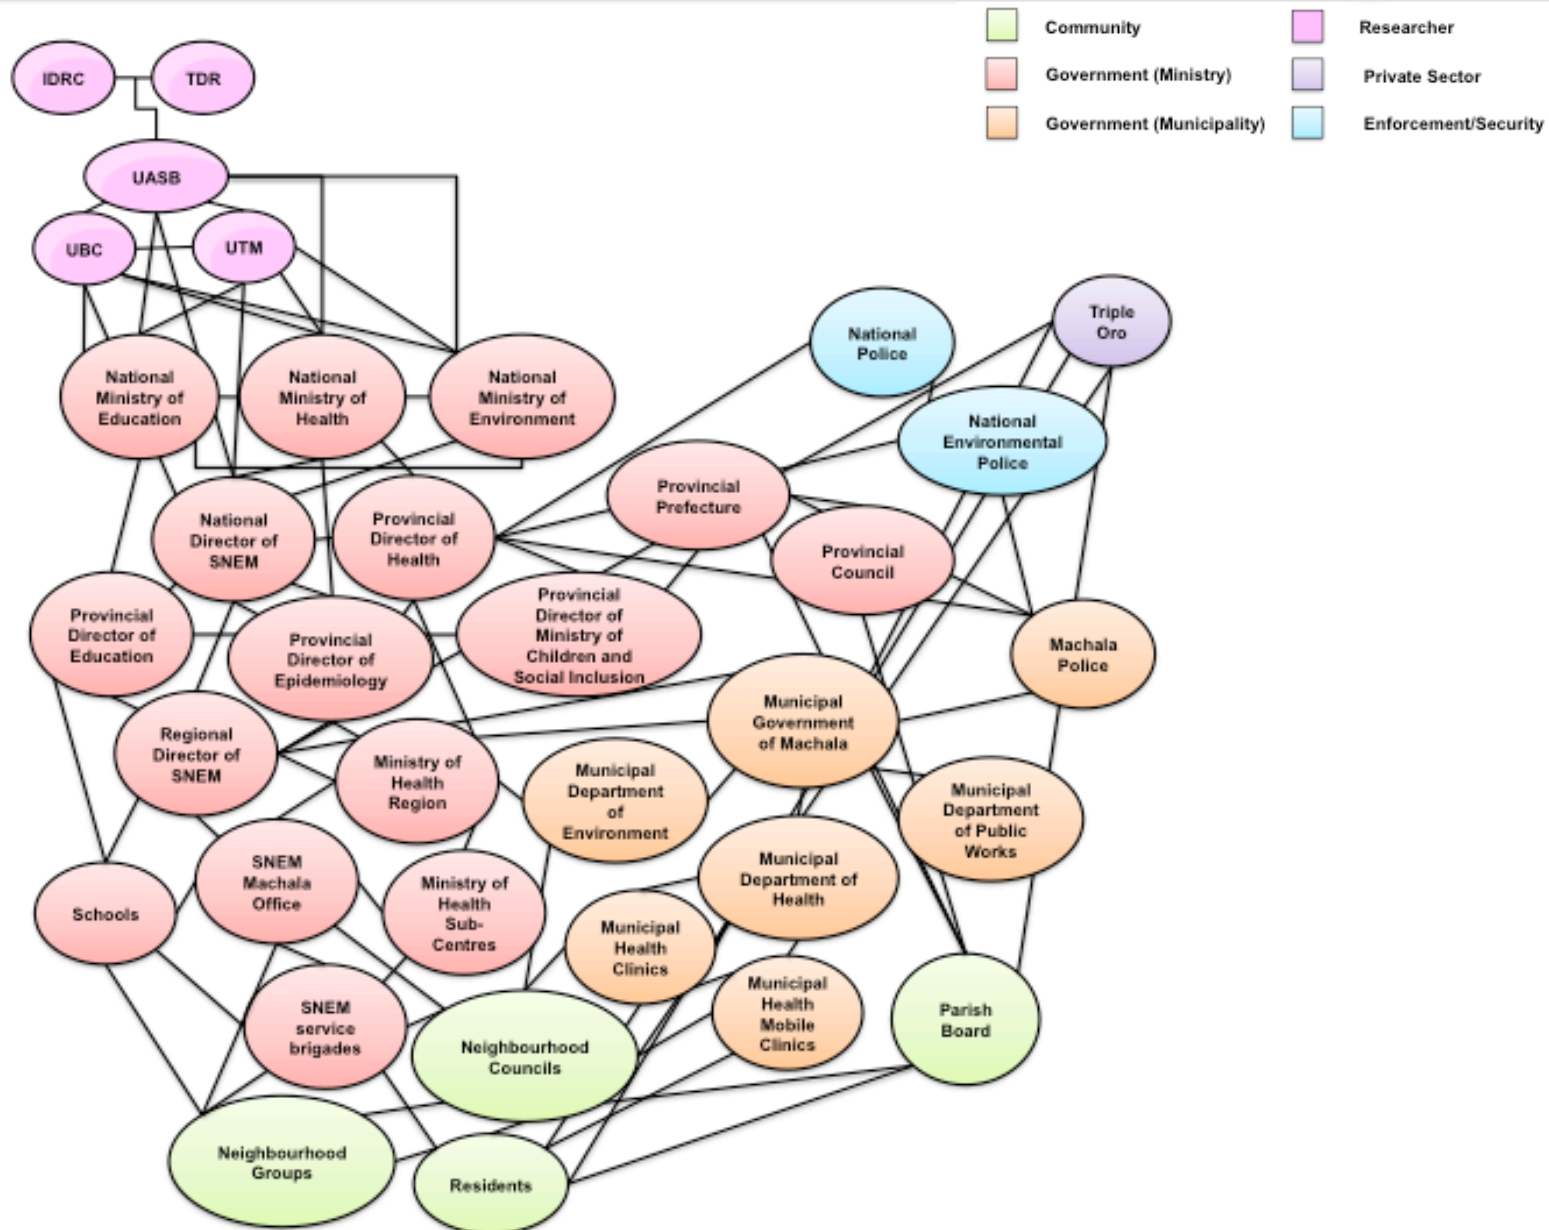 Community
Researcher
Government (Ministry)
Private Sector
Government (Municipality)
Enforcement/Security
IDRC
TDR
UASB
UBC
UTM
National
Police
Triple
Oro
National
Ministry of
Education
National
Ministry of
Health
National
Ministry of
Environment
National
Environmental
Police
Provincial
Prefecture
National
Director of
SNEM
Provincial
Director of
Health
Provincial
Council
Provincial
Director of
Education
Provincial
Director of
Epidemiology
Provincial
Director of
Ministry of
Children and
Social Inclusion
Machala
Police
Regional
Director of
SNEM
Ministry of
Health
Region
Municipal
Department
of
Environment
Municipal
Government
of Machala
Municipal
Department
of Public
Works
Schools
SNEM
Machala
Office
Ministry of
Health
Sub-
Centres
Municipal
Health
Clinics
Municipal
Department of
Health
SNEM
service
brigades
Neighbourhood
Councils
Municipal
Health
Mobile
Clinics
Parish
Board
Neighbourhood
Groups
Residents